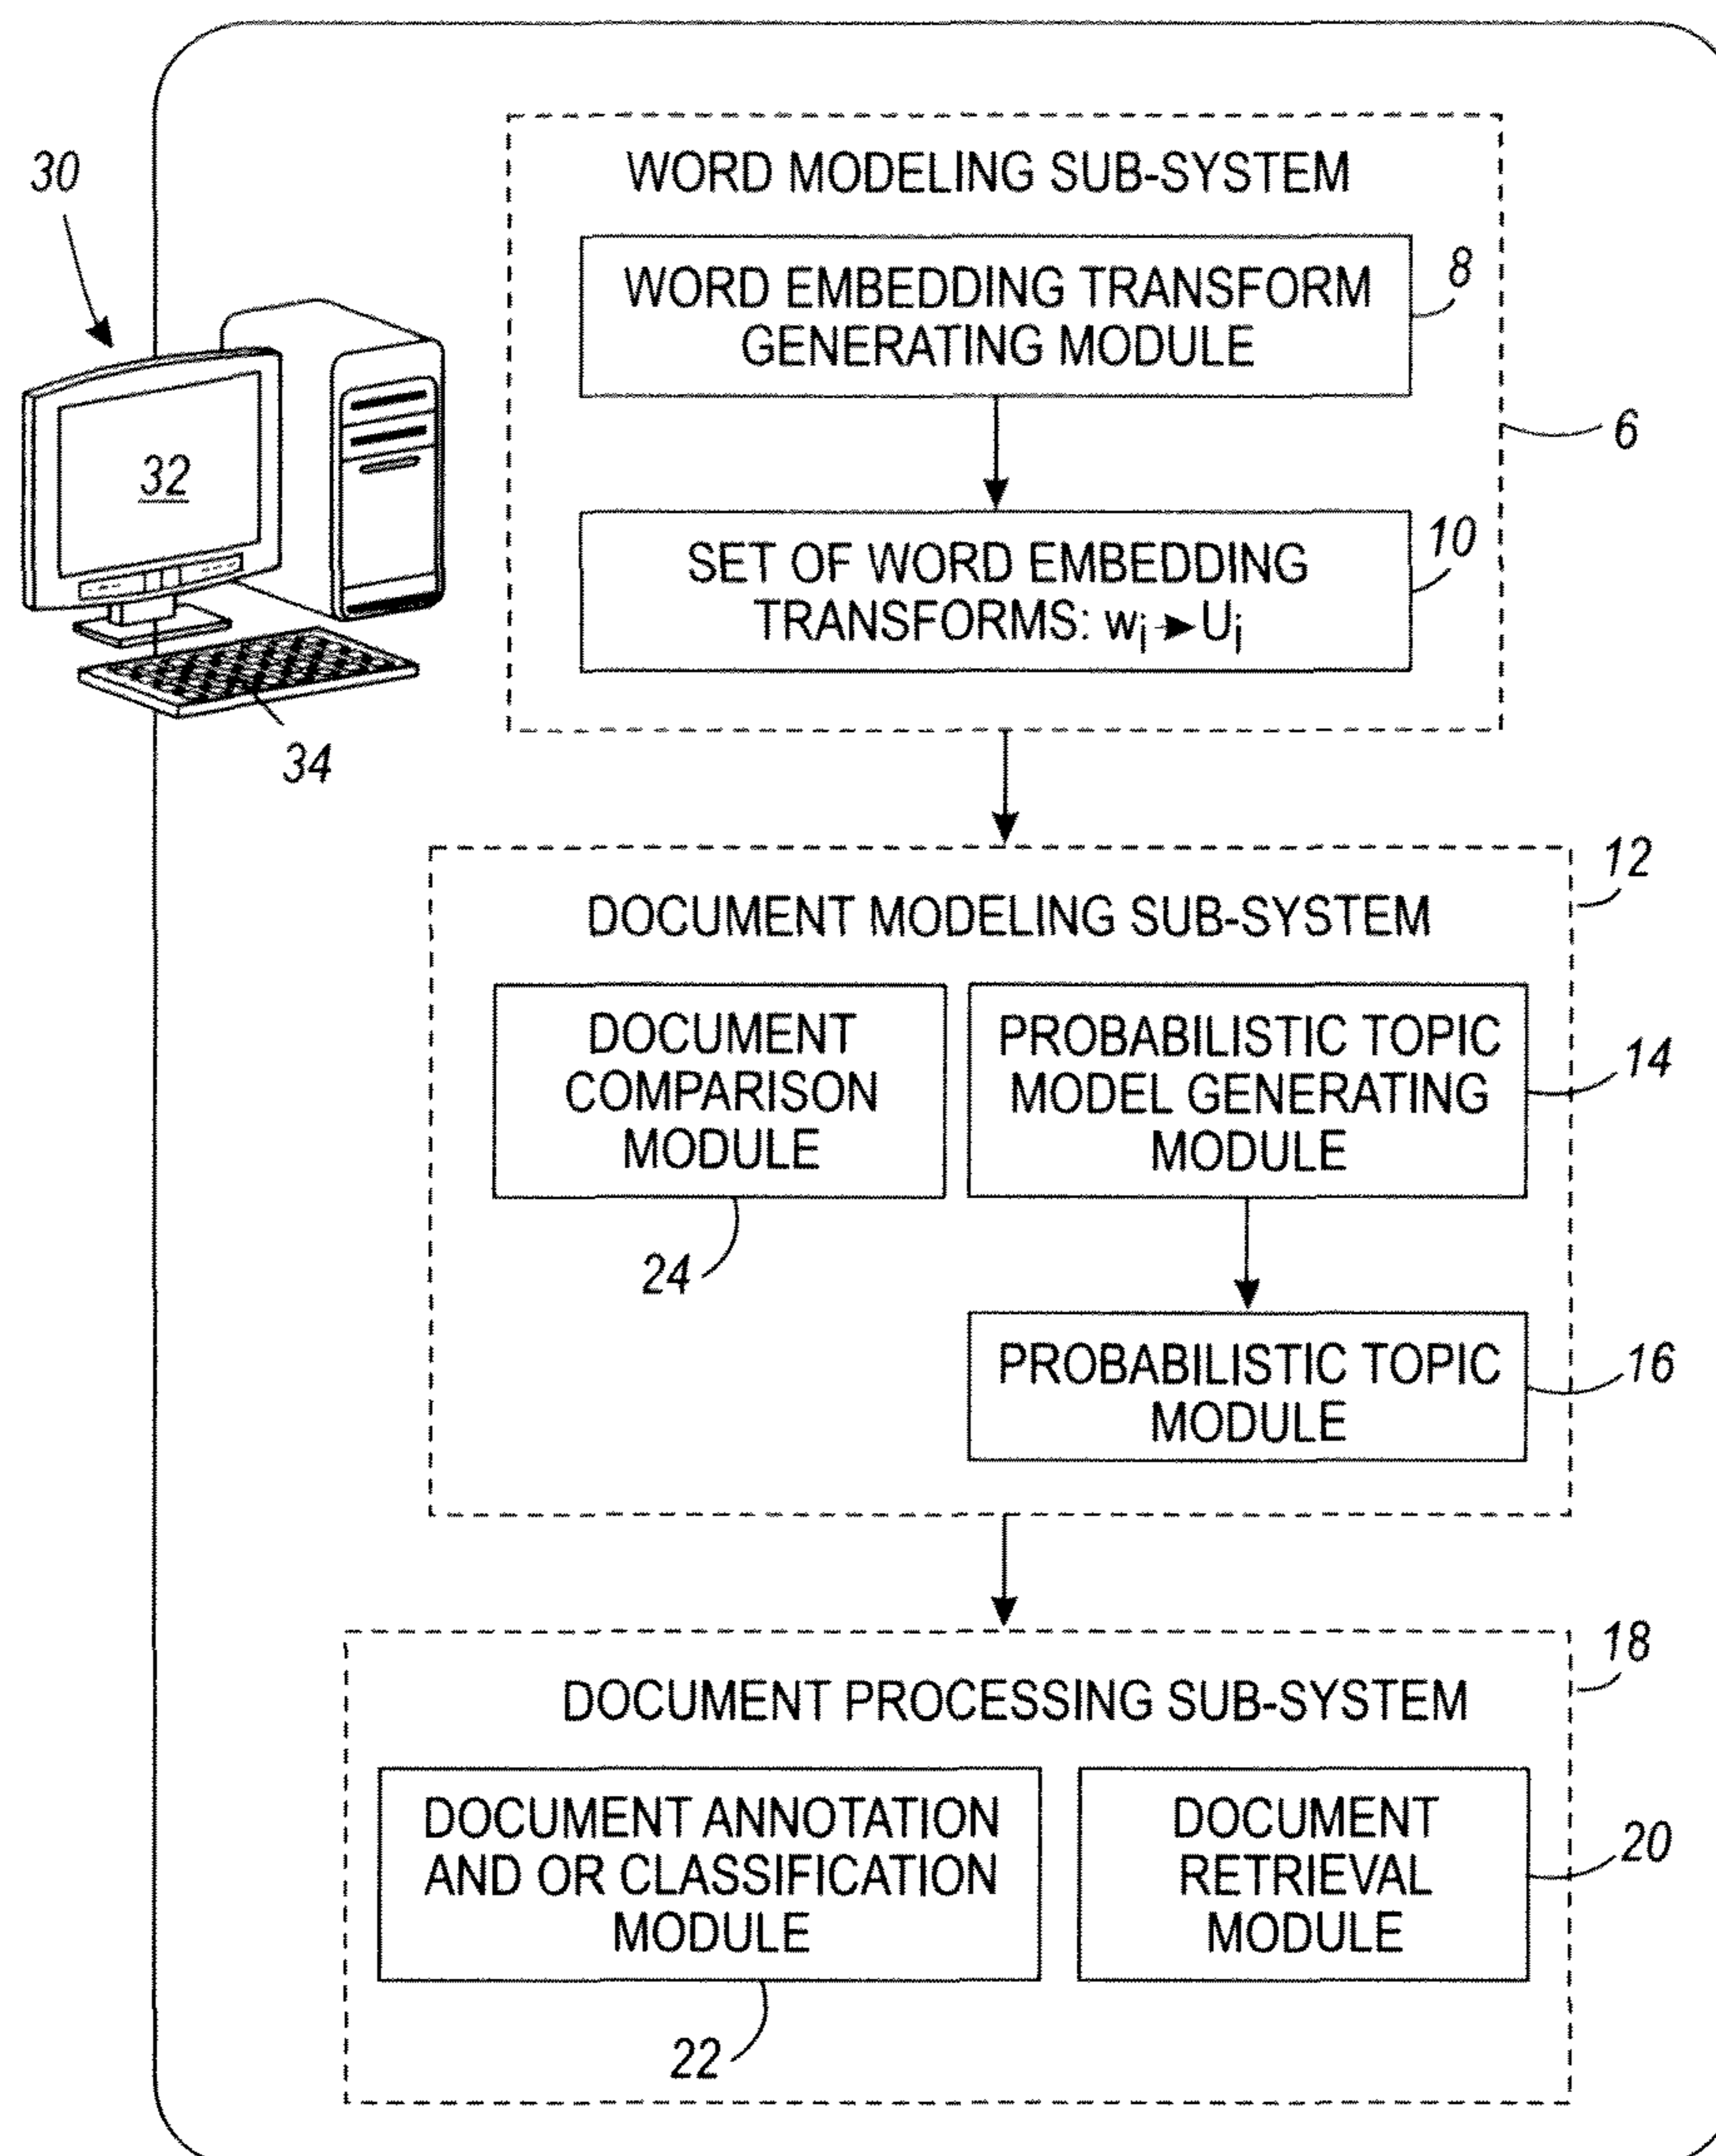 30
WORD MODELING SUB-SYSTEM
WORD EMBEDDING TRANSFORM
GENERATING MODULE
8
6
32
SET OF WORD EMBEDDING
TRANSFORMS: wi → Ui
10
34
12
DOCUMENT MODELING SUB-SYSTEM
DOCUMENT
COMPARISON
MODULE
24
PROBABILISTIC TOPIC
MODEL GENERATING
MODULE
14
PROBABILISTIC TOPIC
MODULE
16
18
DOCUMENT PROCESSING SUB-SYSTEM
DOCUMENT ANNOTATION
AND OR CLASSIFICATION
MODULE
22
DOCUMENT
RETRIEVAL
MODULE
20